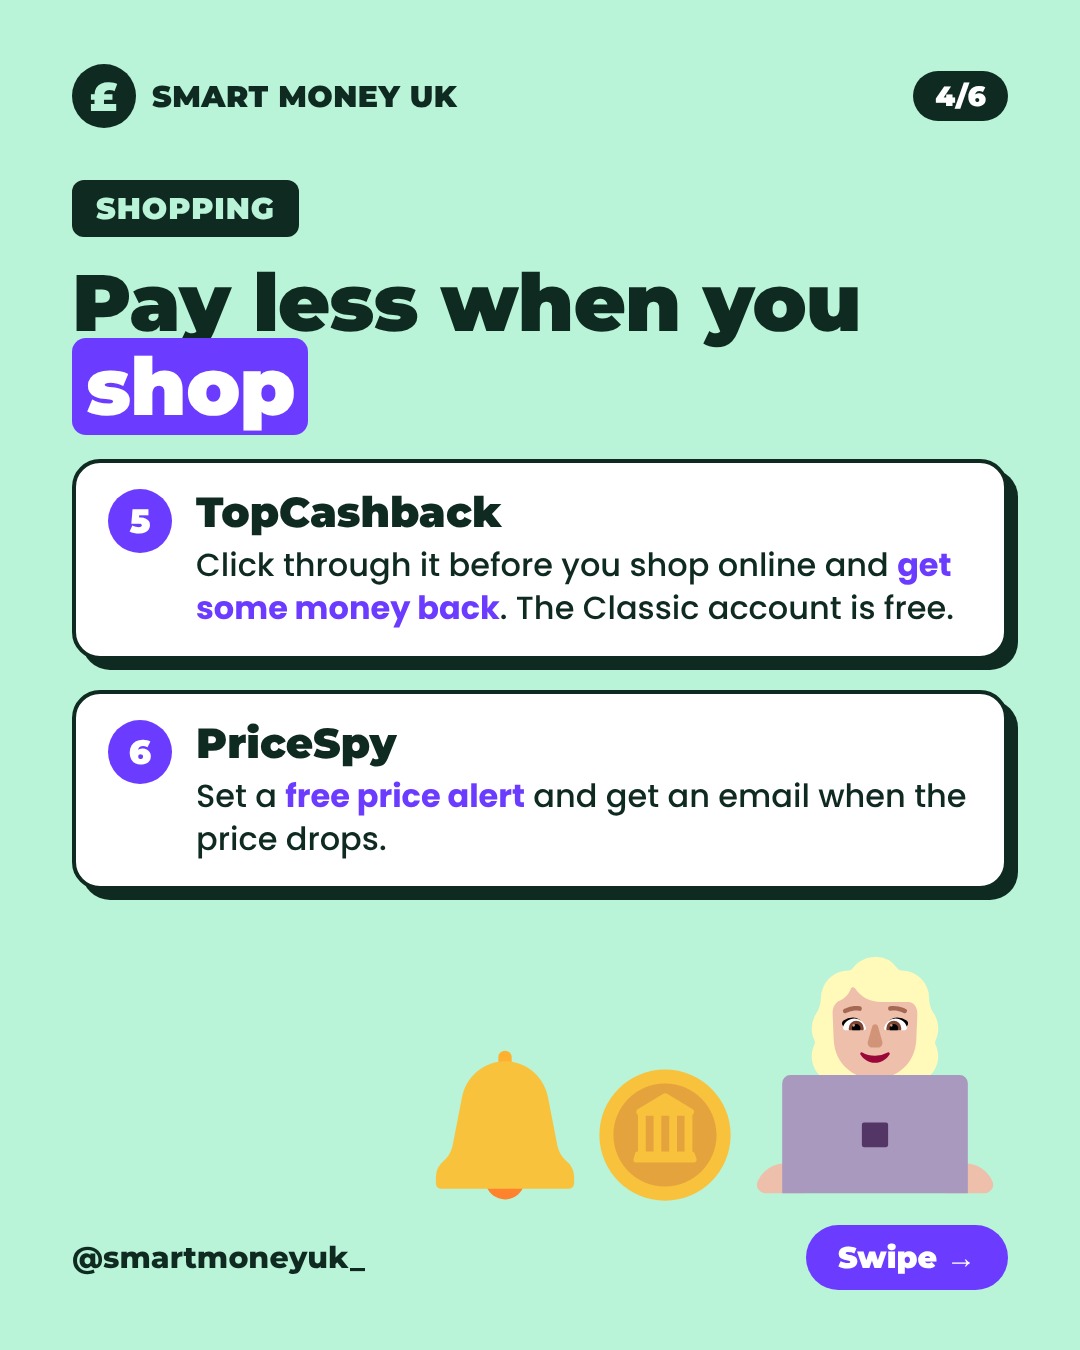 £ SMART MONEY UK
4/6
SHOPPING
Pay less when you
shop
5
TopCashback
Click through it before you shop online and get
some money back. The Classic account is free.
6
PriceSpy
Set a free price alert and get an email when the
price drops.
@smartmoneyuk_
Swipe →